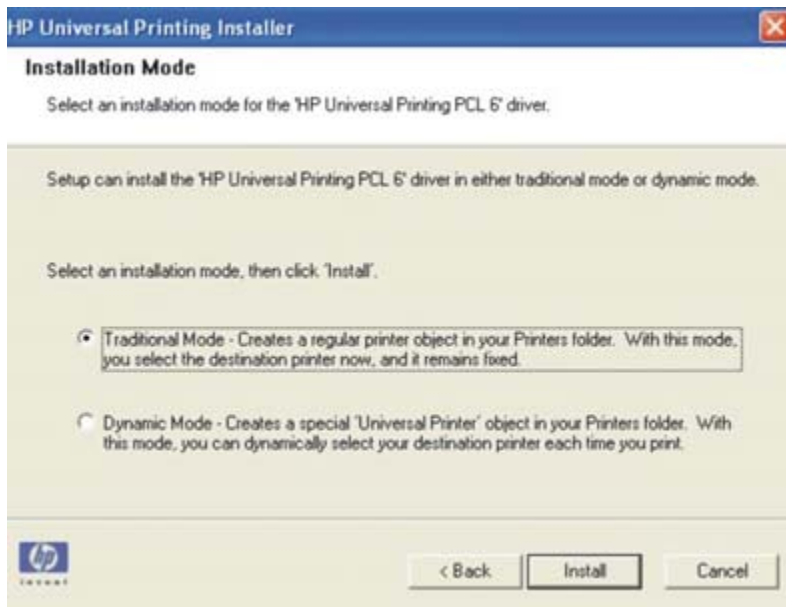 HP Universal Printing Installer
Installation Mode
Select an installation mode for the 'HP Universal Printing PCL 6' driver.
Setup can install the 'HP Universal Printing PCL 6' driver in either traditional mode or dynamic mode.
Select an installation mode, then click 'Install'.
Traditional Mode - Creates a regular printer object in your Printers folder. With this mode,
you select the destination printer now, and it remains fixed.
Dynamic Mode - Creates a special 'Universal Printer' object in your Printers folder. With
this mode, you can dynamically select your destination printer each time you print.
hp
invent
< Back
Install
Cancel